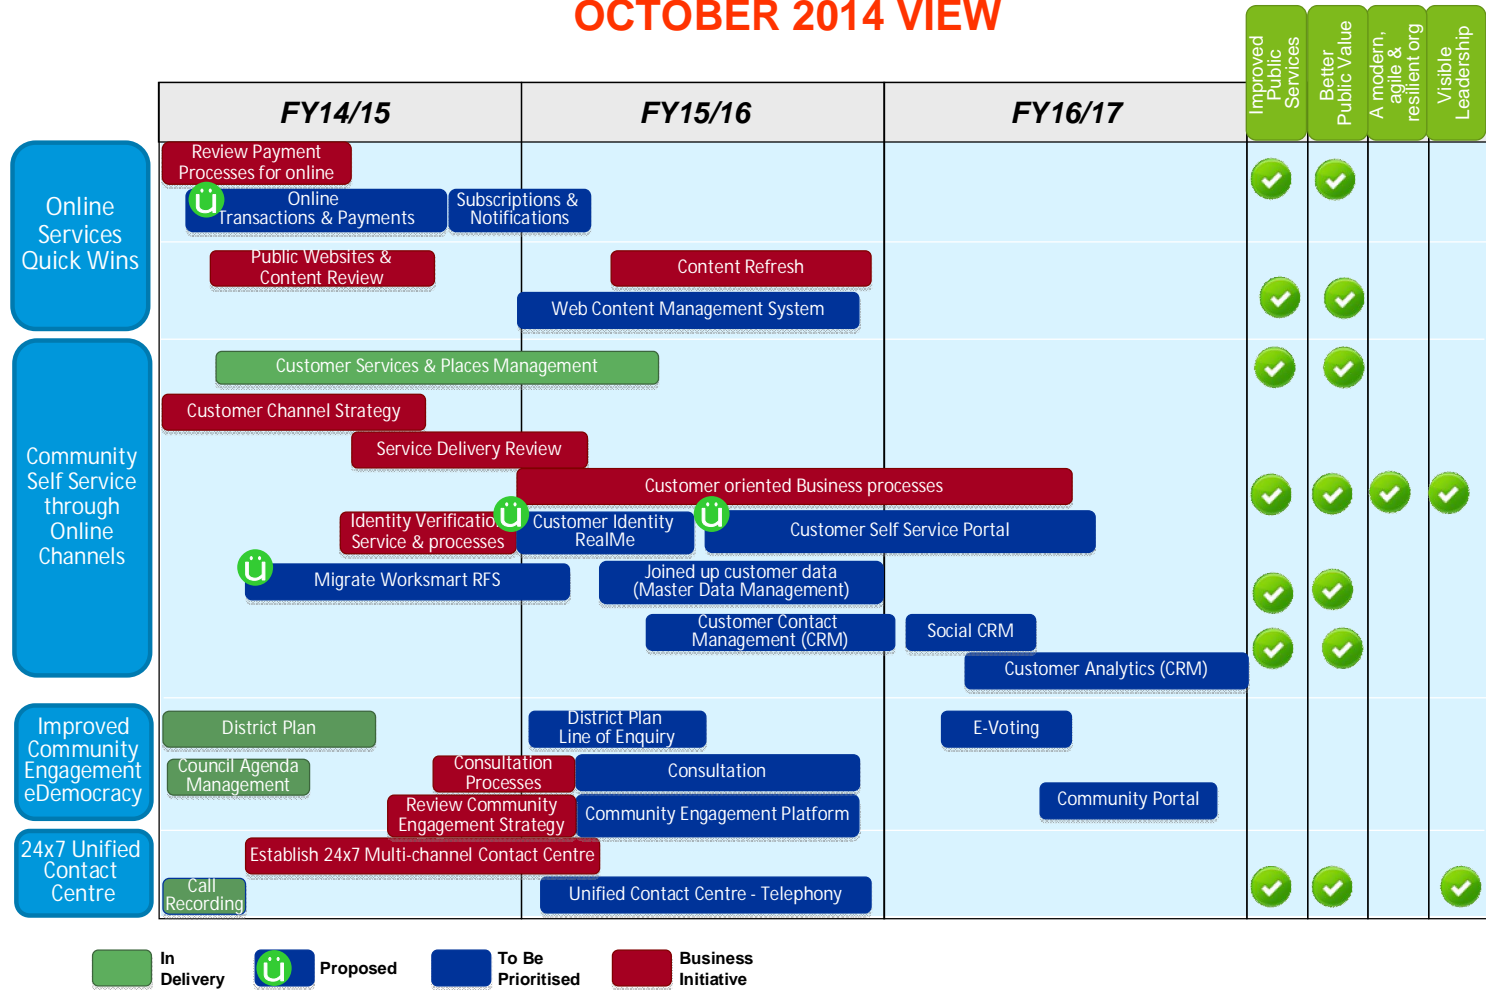 OCTOBER 2014 VIEW
Improved
Public
Services
Better
Public Value
A modern,
agile &
resilient org
Visible
Leadership
FY14/15
FY15/16
FY16/17
Online
Services
Quick Wins
Review Payment
Processes for online
ü
Online
Transactions & Payments
Subscriptions &
Notifications
Public Websites &
Content Review
Content Refresh
Web Content Management System
Community
Self Service
through
Online
Channels
Customer Services & Places Management
Customer Channel Strategy
Service Delivery Review
Customer oriented Business processes
Identity Verificatio
Service & processes
ü
Customer Identity
RealMe
ü
Customer Self Service Portal
ü
Migrate Worksmart RFS
Joined up customer data
(Master Data Management)
Customer Contact
Management (CRM)
Social CRM
Customer Analytics (CRM)
Improved
Community
Engagement
eDemocracy
District Plan
District Plan
Line of Enquiry
E-Voting
Council Agenda
Management
Consultation
Processes
Consultation
Review Community
Engagement Strategy
Community Engagement Platform
Community Portal
24x7 Unified
Contact
Centre
Establish 24x7 Multi-channel Contact Centre
Call
Recording
Unified Contact Centre - Telephony
In
Delivery
ü
Proposed
To Be
Prioritised
Business
Initiative